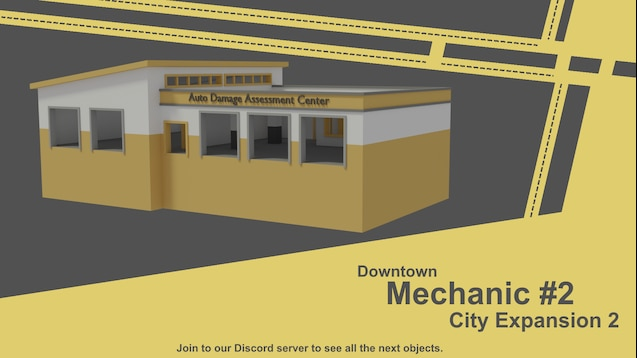 Auto Damage Assessment Center
Downtown
Mechanic #2
City Expansion 2
Join to our Discord server to see all the next objects.